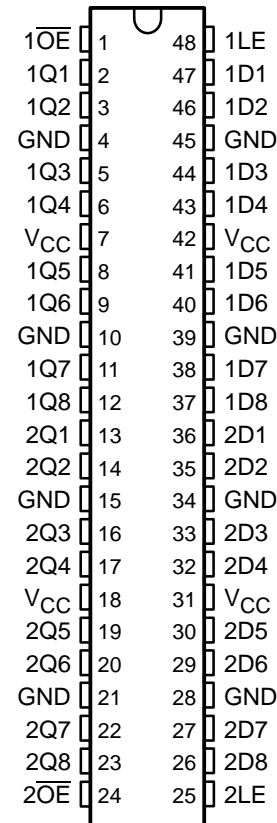 1O̅E̅ 1 48 1LE
1Q1 2 47 1D1
1Q2 3 46 1D2
GND 4 45 GND
1Q3 5 44 1D3
1Q4 6 43 1D4
VCC 7 42 VCC
1Q5 8 41 1D5
1Q6 9 40 1D6
GND 10 39 GND
1Q7 11 38 1D7
1Q8 12 37 1D8
2Q1 13 36 2D1
2Q2 14 35 2D2
GND 15 34 GND
2Q3 16 33 2D3
2Q4 17 32 2D4
VCC 18 31 VCC
2Q5 19 30 2D5
2Q6 20 29 2D6
GND 21 28 GND
2Q7 22 27 2D7
2Q8 23 26 2D8
2O̅E̅ 24 25 2LE